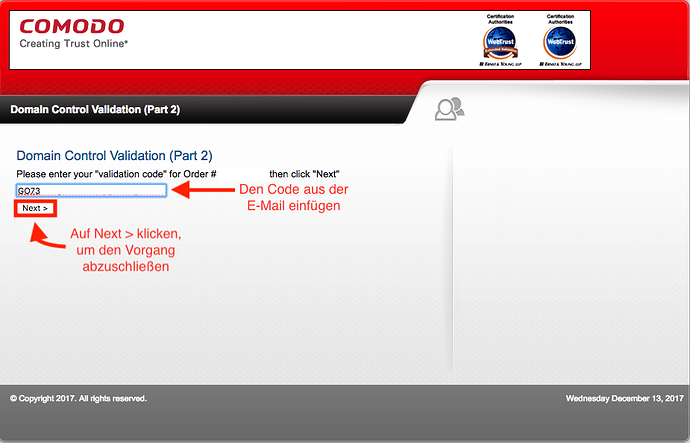 COMODO
Creating Trust Online®
Certification
Authorities
WebTrust
ERNST & YOUNG LLP
Certification
Authorities
WebTrust
ERNST & YOUNG LLP
Domain Control Validation (Part 2)
Domain Control Validation (Part 2)
Please enter your "validation code" for Order # then click "Next"
GO73
Den Code aus der
E-Mail einfügen
Next >
Auf Next > klicken,
um den Vorgang
abzuschließen
© Copyright 2017. All rights reserved.
Wednesday December 13, 2017